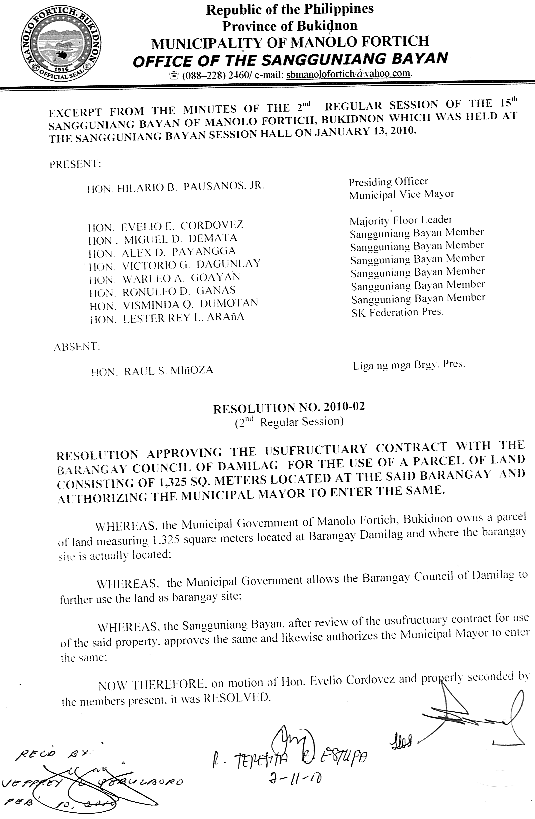 Republic of the Philippines
Province of Bukidnon
MUNICIPALITY OF MANOLO FORTICH
OFFICE OF THE SANGGUNIANG BAYAN
(088-228) 2460/ e-mail: sbmanolofortich@yahoo.com.
MANOLO FORTICH, BUKIDNON
OFFICIAL SEAL
EXCERPT FROM THE MINUTES OF THE 2nd REGULAR SESSION OF THE 15th
SANGGUNIANG BAYAN OF MANOLO FORTICH, BUKIDNON WHICH WAS HELD AT
THE SANGGUNIANG BAYAN SESSION HALL ON JANUARY 13, 2010.
PRESENT:
HON. HILARIO B. PAUSANOS, JR. Presiding Officer
Municipal Vice Mayor
HON. EVELIO E. CORDOVEZ Majority Floor Leader
HON. MIGUEL D. DEMATA Sangguniang Bayan Member
HON. ALEX D. PAYANGGA Sangguniang Bayan Member
HON. VICTORIO G. DAGUNLAY Sangguniang Bayan Member
HON. WARLEO A. GOAYAN Sangguniang Bayan Member
HON. RONULFO D. GANAS Sangguniang Bayan Member
HON. VISMINDA Q. DUMOTAN Sangguniang Bayan Member
HON. LESTER REY L. ARAñA SK Federation Pres.
ABSENT:
HON. RAUL S. MIñOZA Liga ng mga Brgy. Pres.
RESOLUTION NO. 2010-02
(2nd Regular Session)
RESOLUTION APPROVING THE USUFRUCTUARY CONTRACT WITH THE
BARANGAY COUNCIL OF DAMILAG FOR THE USE OF A PARCEL OF LAND
CONSISTING OF 1,325 SQ. METERS LOCATED AT THE SAID BARANGAY AND
AUTHORIZING THE MUNICIPAL MAYOR TO ENTER THE SAME.
WHEREAS, the Municipal Government of Manolo Fortich, Bukidnon owns a parcel
of land measuring 1,325 square meters located at Barangay Damilag and where the barangay
site is actually located;
WHEREAS, the Municipal Government allows the Barangay Council of Damilag to
further use the land as barangay site;
WHEREAS, the Sangguniang Bayan, after review of the usufructuary contract for use
of the said property, approves the same and likewise authorizes the Municipal Mayor to enter
the same;
NOW THEREFORE, on motion of Hon. Evelio Cordovez and properly seconded by
the members present, it was RESOLVED.
REC'D BY
JEFFREY
FEB. 10, 2010
R. TERESITA R ESTUPA
2-11-10